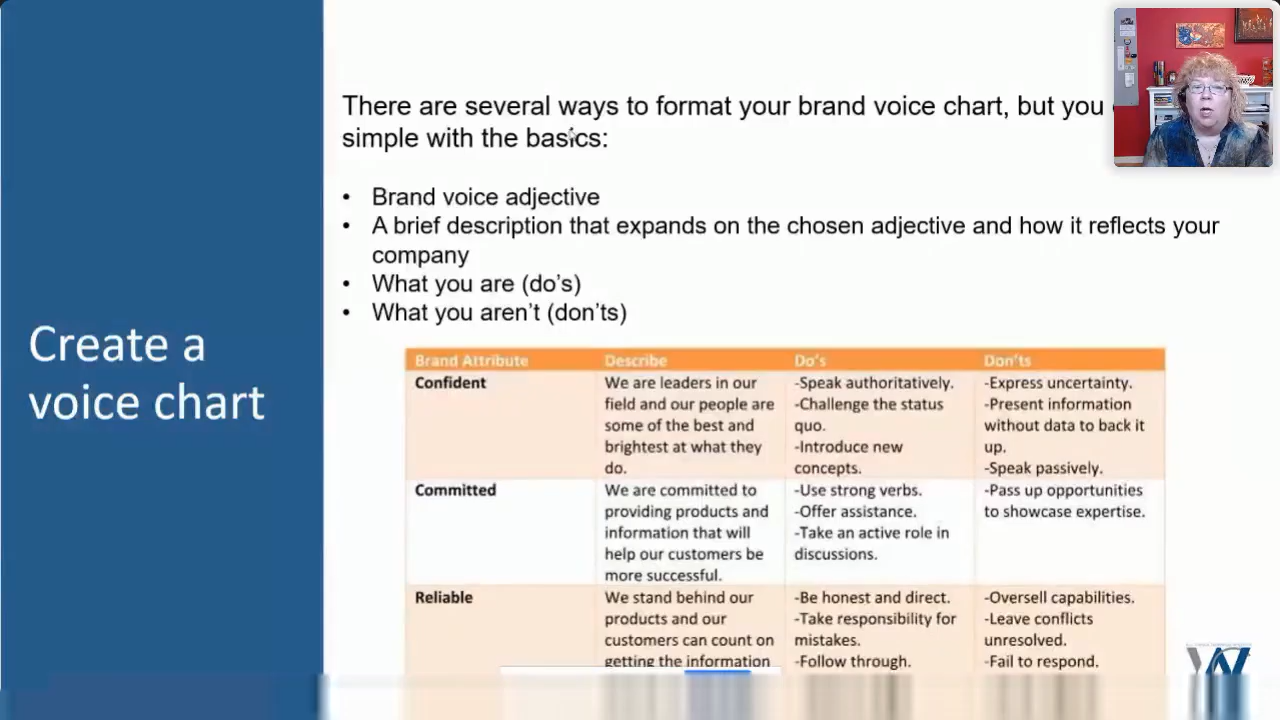 There are several ways to format your brand voice chart, but you
simple with the basics:
• Brand voice adjective
• A brief description that expands on the chosen adjective and how it reflects your
company
• What you are (do's)
• What you aren't (don'ts)
Create a
voice chart
Brand Attribute Describe Do's Don'ts
Confident We are leaders in our -Speak authoritatively. -Express uncertainty.
field and our people are -Challenge the status -Present information
some of the best and quo. without data to back it
brightest at what they -Introduce new up.
do. concepts. -Speak passively.
Committed We are committed to -Use strong verbs. -Pass up opportunities
providing products and -Offer assistance. to showcase expertise.
information that will -Take an active role in
help our customers be discussions.
more successful.
Reliable We stand behind our -Be honest and direct. -Oversell capabilities.
products and our -Take responsibility for -Leave conflicts
customers can count on mistakes. unresolved.
getting the information -Follow through. -Fail to respond.